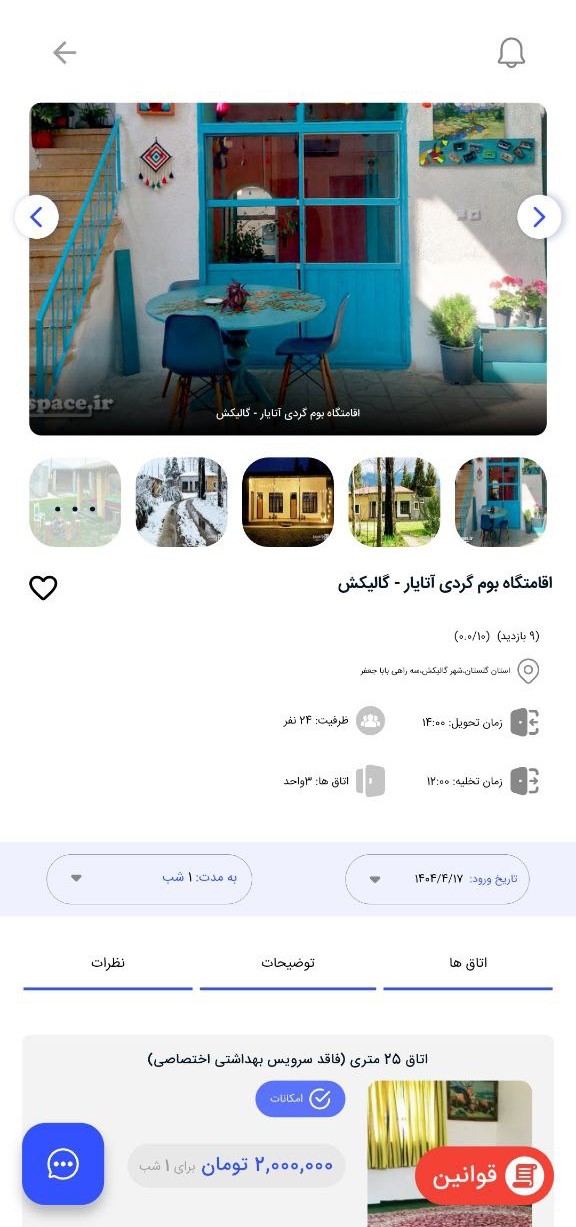 space,ir
اقامتگاه بوم گردی آتایار - گالیکش
اقامتگاه بوم گردی آتایار - گالیکش
(۹ بازدید) (۰.۰/۱۰)
استان گلستان،شهر گالیکش،سه راهی بابا جعفر
زمان تحویل: ۱۴:۰۰
ظرفیت: ۲۴ نفر
زمان تخلیه: ۱۲:۰۰
اتاق ها: ۳واحد
تاریخ ورود: ۱۴۰۴/۴/۱۷
به مدت: ۱ شب
اتاق ها
توضیحات
نظرات
اتاق ۲۵ متری (فاقد سرویس بهداشتی اختصاصی)
امکانات
۲,۰۰۰,۰۰۰ تومان برای ۱ شب
قوانین